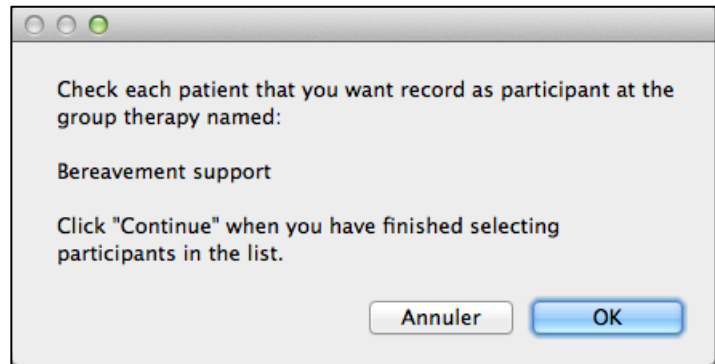 Check each patient that you want record as participant at the
group therapy named:
Bereavement support
Click "Continue" when you have finished selecting
participants in the list.
Annuler
OK